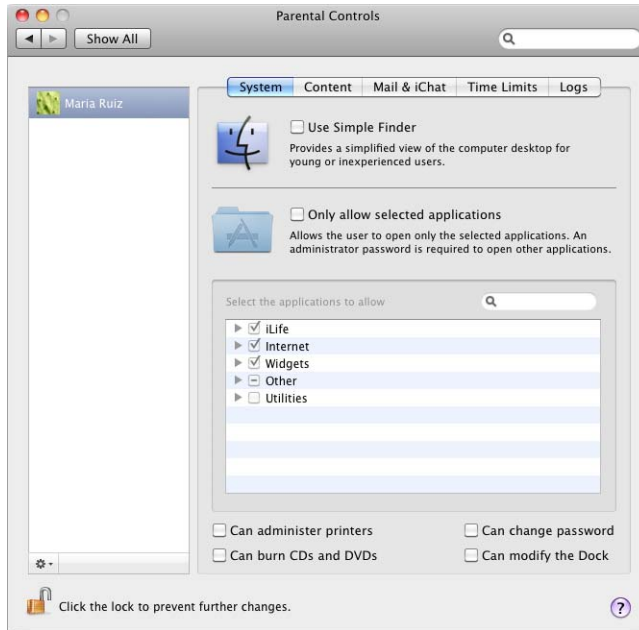 Parental Controls
Show All
Maria Ruiz
System Content Mail & iChat Time Limits Logs
Use Simple Finder
Provides a simplified view of the computer desktop for
young or inexperienced users.
Only allow selected applications
Allows the user to open only the selected applications. An
administrator password is required to open other applications.
Select the applications to allow
iLife
Internet
Widgets
Other
Utilities
Can administer printers Can change password
Can burn CDs and DVDs Can modify the Dock
Click the lock to prevent further changes.
?